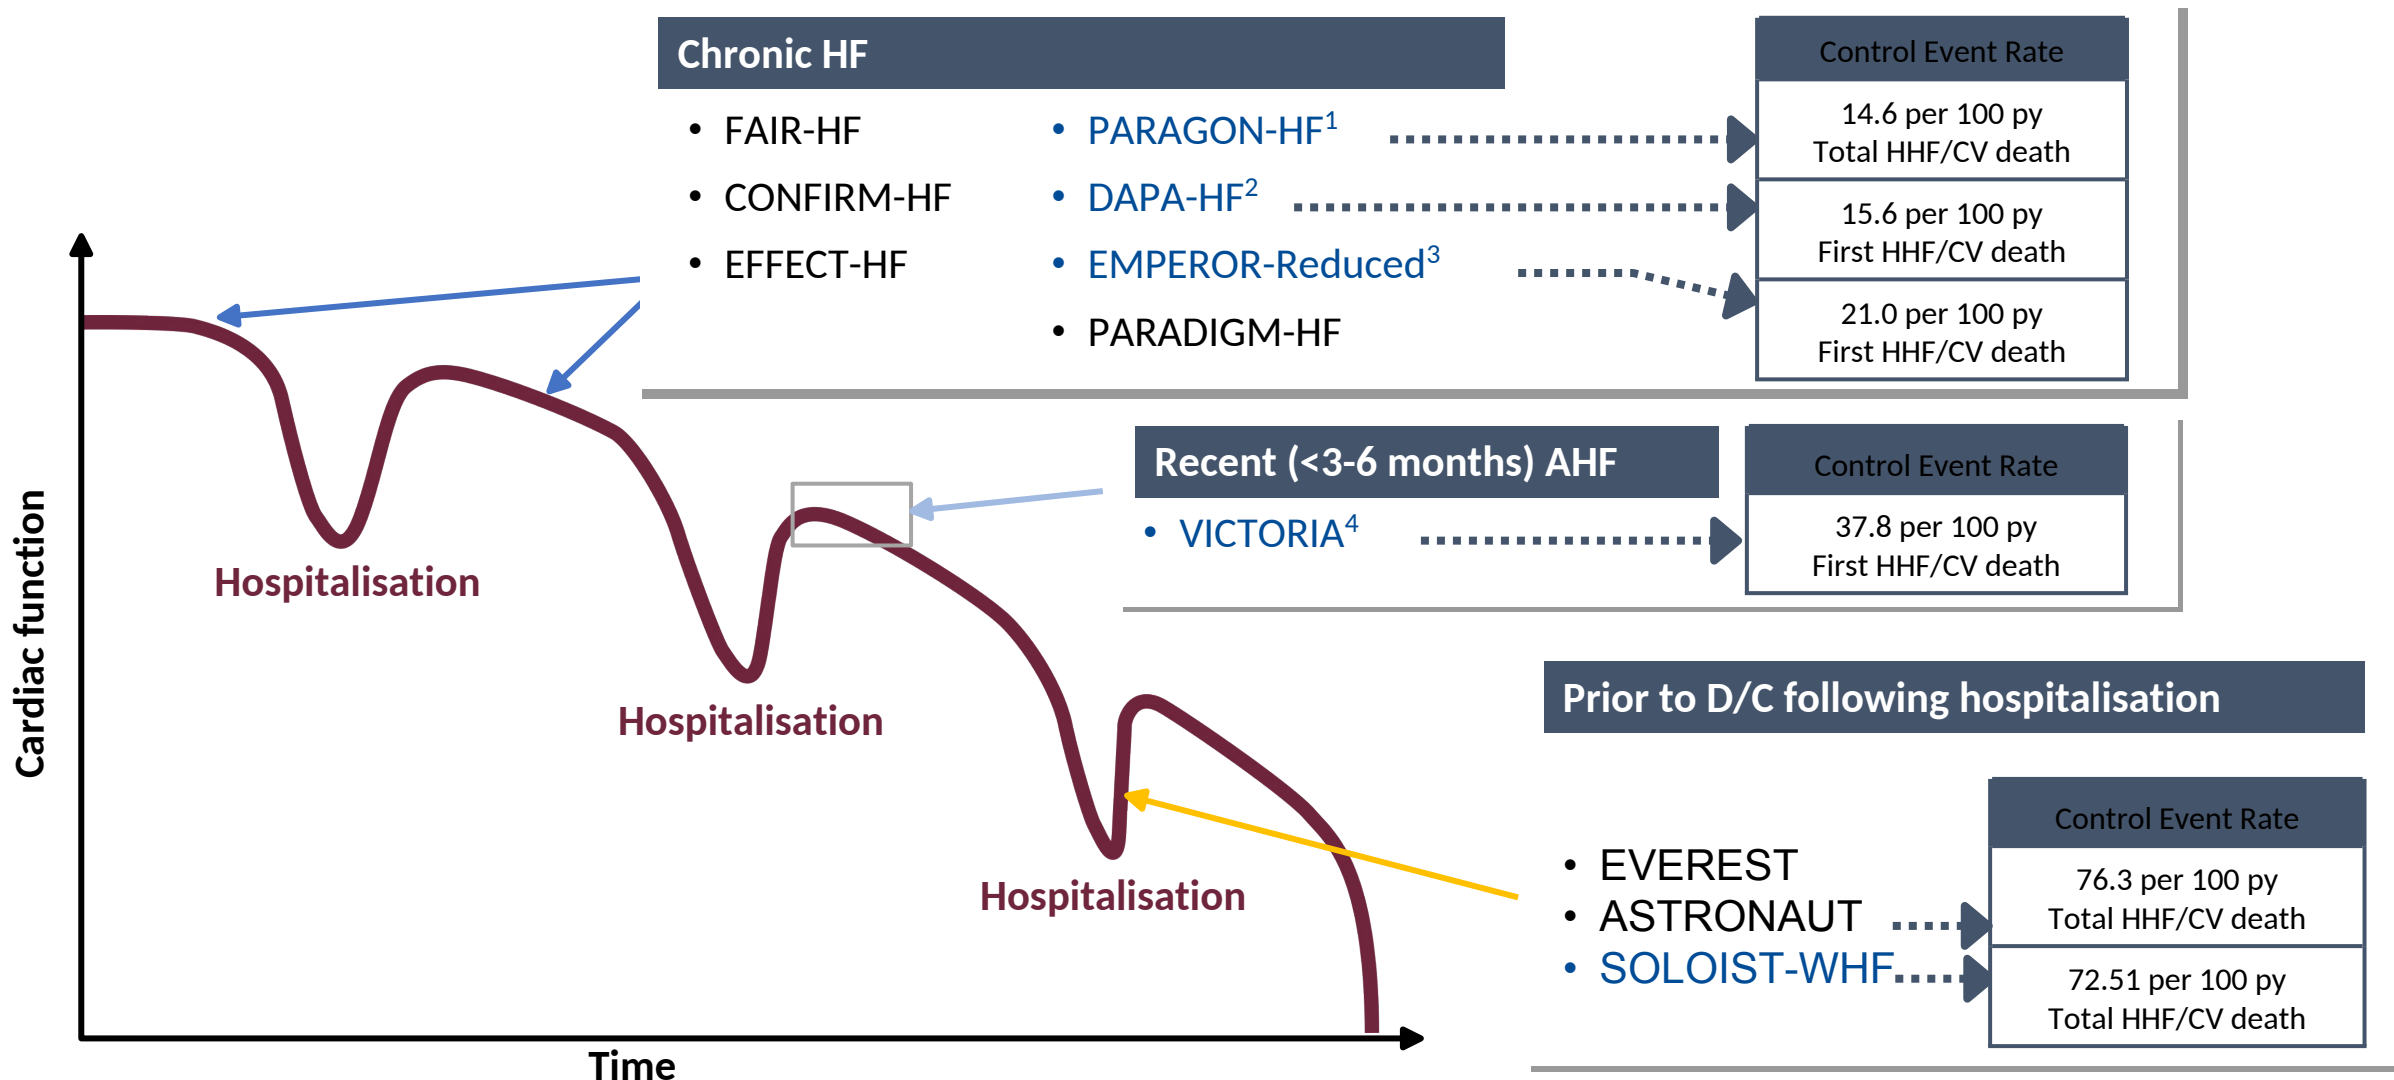 Chronic HF
• FAIR-HF
• CONFIRM-HF
• EFFECT-HF
• PARAGON-HF¹
• DAPA-HF²
• EMPEROR-Reduced³
• PARADIGM-HF
Control Event Rate
14.6 per 100 py
Total HHF/CV death
15.6 per 100 py
First HHF/CV death
21.0 per 100 py
First HHF/CV death
Recent (<3-6 months) AHF
• VICTORIA⁴
Control Event Rate
37.8 per 100 py
First HHF/CV death
Prior to D/C following hospitalisation
• EVEREST
• ASTRONAUT
• SOLOIST-WHF
Control Event Rate
76.3 per 100 py
Total HHF/CV death
72.51 per 100 py
Total HHF/CV death
Cardiac function
Hospitalisation
Hospitalisation
Hospitalisation
Time